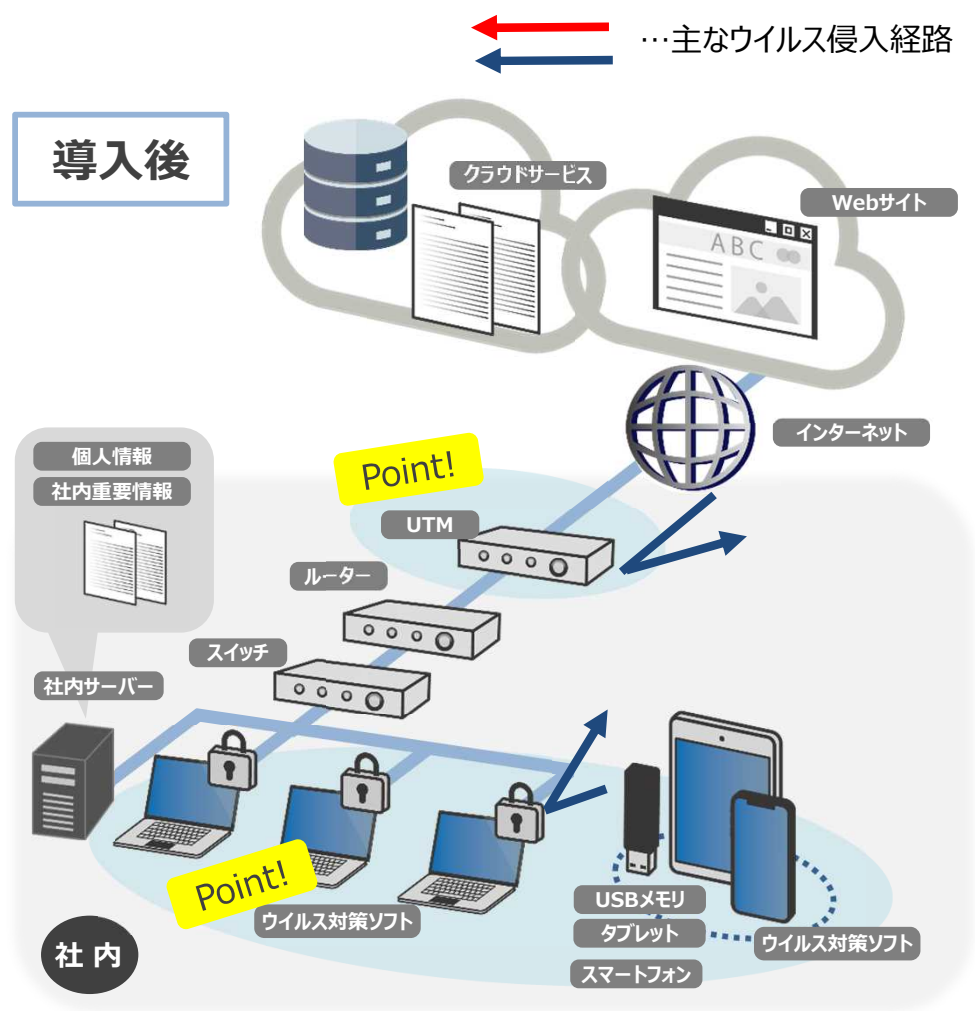 …主なウイルス侵入経路
導入後
クラウドサービス
Webサイト
ABC
インターネット
個人情報
社内重要情報
Point!
UTM
ルーター
スイッチ
社内サーバー
Point!
ウイルス対策ソフト
USBメモリ
タブレット
スマートフォン
ウイルス対策ソフト
社内